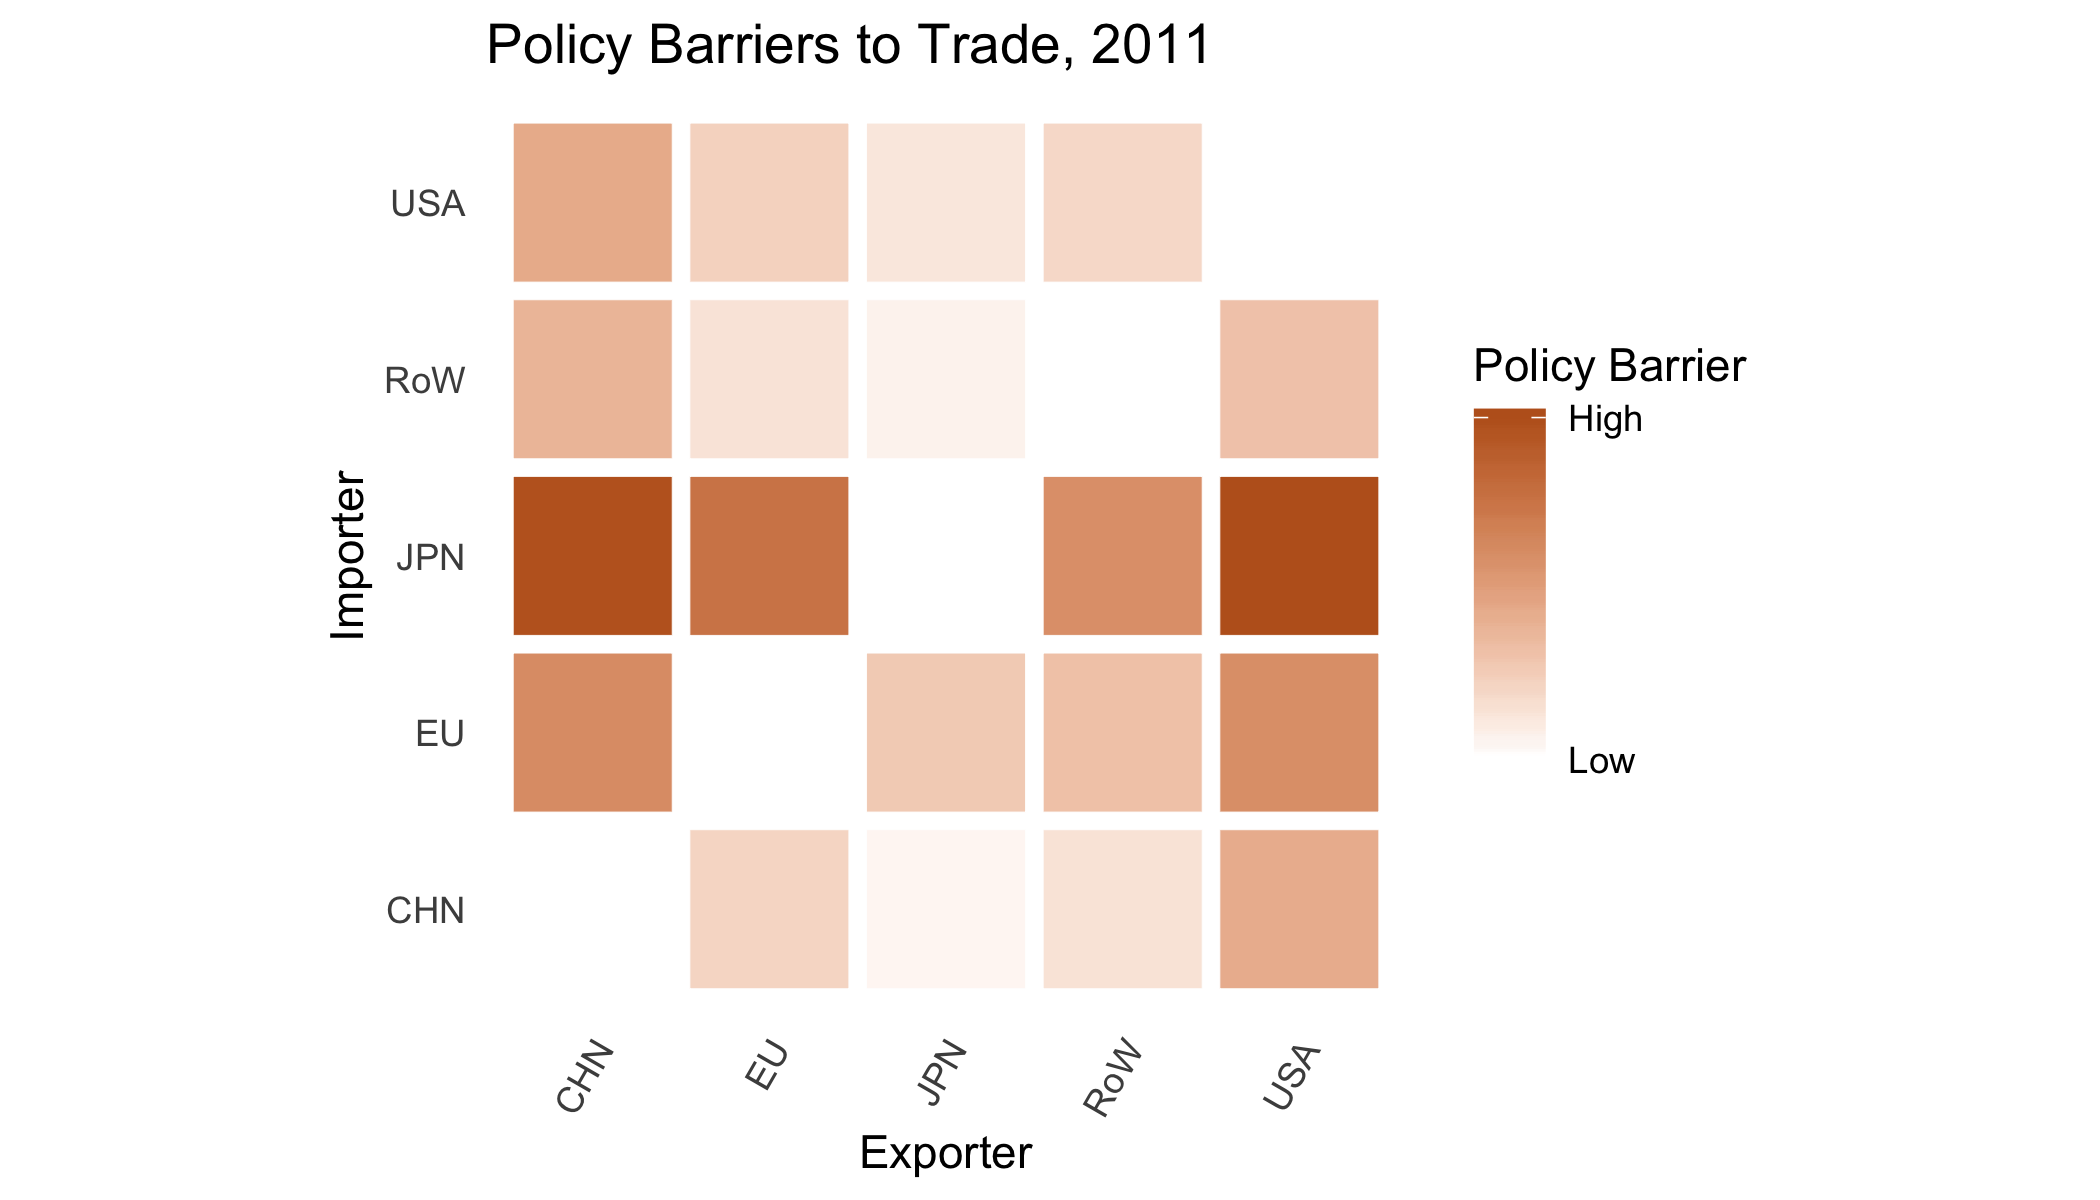 Policy Barriers to Trade, 2011
USA
RoW
JPN
EU
CHN
Importer
CHN
EU
JPN
RoW
USA
Exporter
Policy Barrier
High
Low